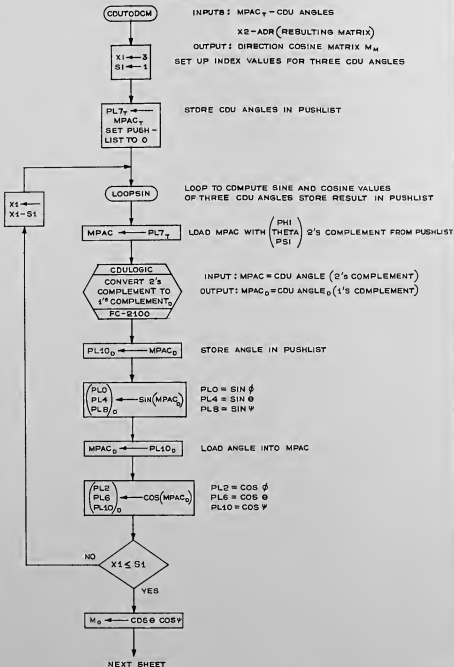 CDUTODCM
INPUTS: MPAC_T-CDU ANGLES
X2-ADR(RESULTING MATRIX)
OUTPUT: DIRECTION COSINE MATRIX M_M
X1←3
S1←1
SET UP INDEX VALUES FOR THREE CDU ANGLES
PL7_T ←
MPAC_T
SET PUSH-
LIST TO 0
STORE CDU ANGLES IN PUSHLIST
X1←
X1-S1
LOOPSIN
LOOP TO COMPUTE SINE AND COSINE VALUES
OF THREE CDU ANGLES STORE RESULT IN PUSHLIST
MPAC ← PL7_T
LOAD MPAC WITH (PHI THETA PSI) 2'S COMPLEMENT FROM PUSHLIST
CDULOGIC
CONVERT 2'S
COMPLEMENT TO
1'S COMPLEMENT_D
FC-2100
INPUT: MPAC = CDU ANGLE (2'S COMPLEMENT)
OUTPUT: MPAC_D = CDU ANGLE_D (1'S COMPLEMENT)
PL10_D ← MPAC_D
STORE ANGLE IN PUSHLIST
(PL0 PL4 PL8)_D ← SIN(MPAC_D)
PL0 = SIN ϕ
PL4 = SIN θ
PL8 = SIN Ψ
MPAC_D ← PL10_D
LOAD ANGLE INTO MPAC
(PL2 PL6 PL10)_D ← COS(MPAC_D)
PL2 = COS ϕ
PL6 = COS θ
PL10 = COS Ψ
NO
X1 ≤ S1
YES
M_0 ← COS θ COS Ψ
NEXT SHEET